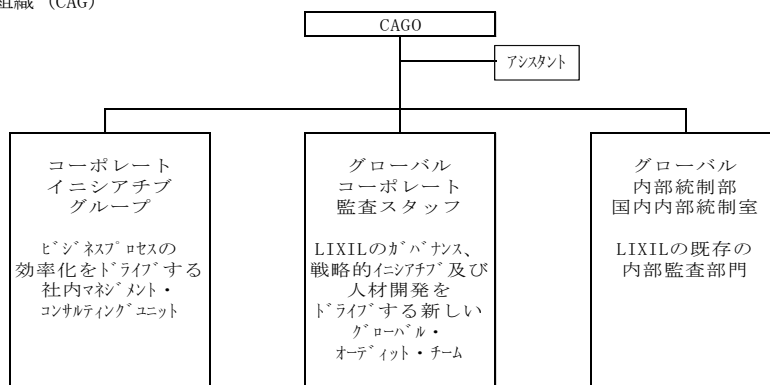 組織 (CAG)
CAGO
アシスタント
コーポレート
イニシアチブ
グループ
ビジネスプロセスの
効率化をドライブする
社内マネジメント・
コンサルティングユニット
グローバル
コーポレート
監査スタッフ
LIXILのガバナンス、
戦略的イニシアチブ及び
人材開発を
ドライブする新しい
グローバル・
オーディット・チーム
グローバル
内部統制部
国内内部統制室
LIXILの既存の
内部監査部門